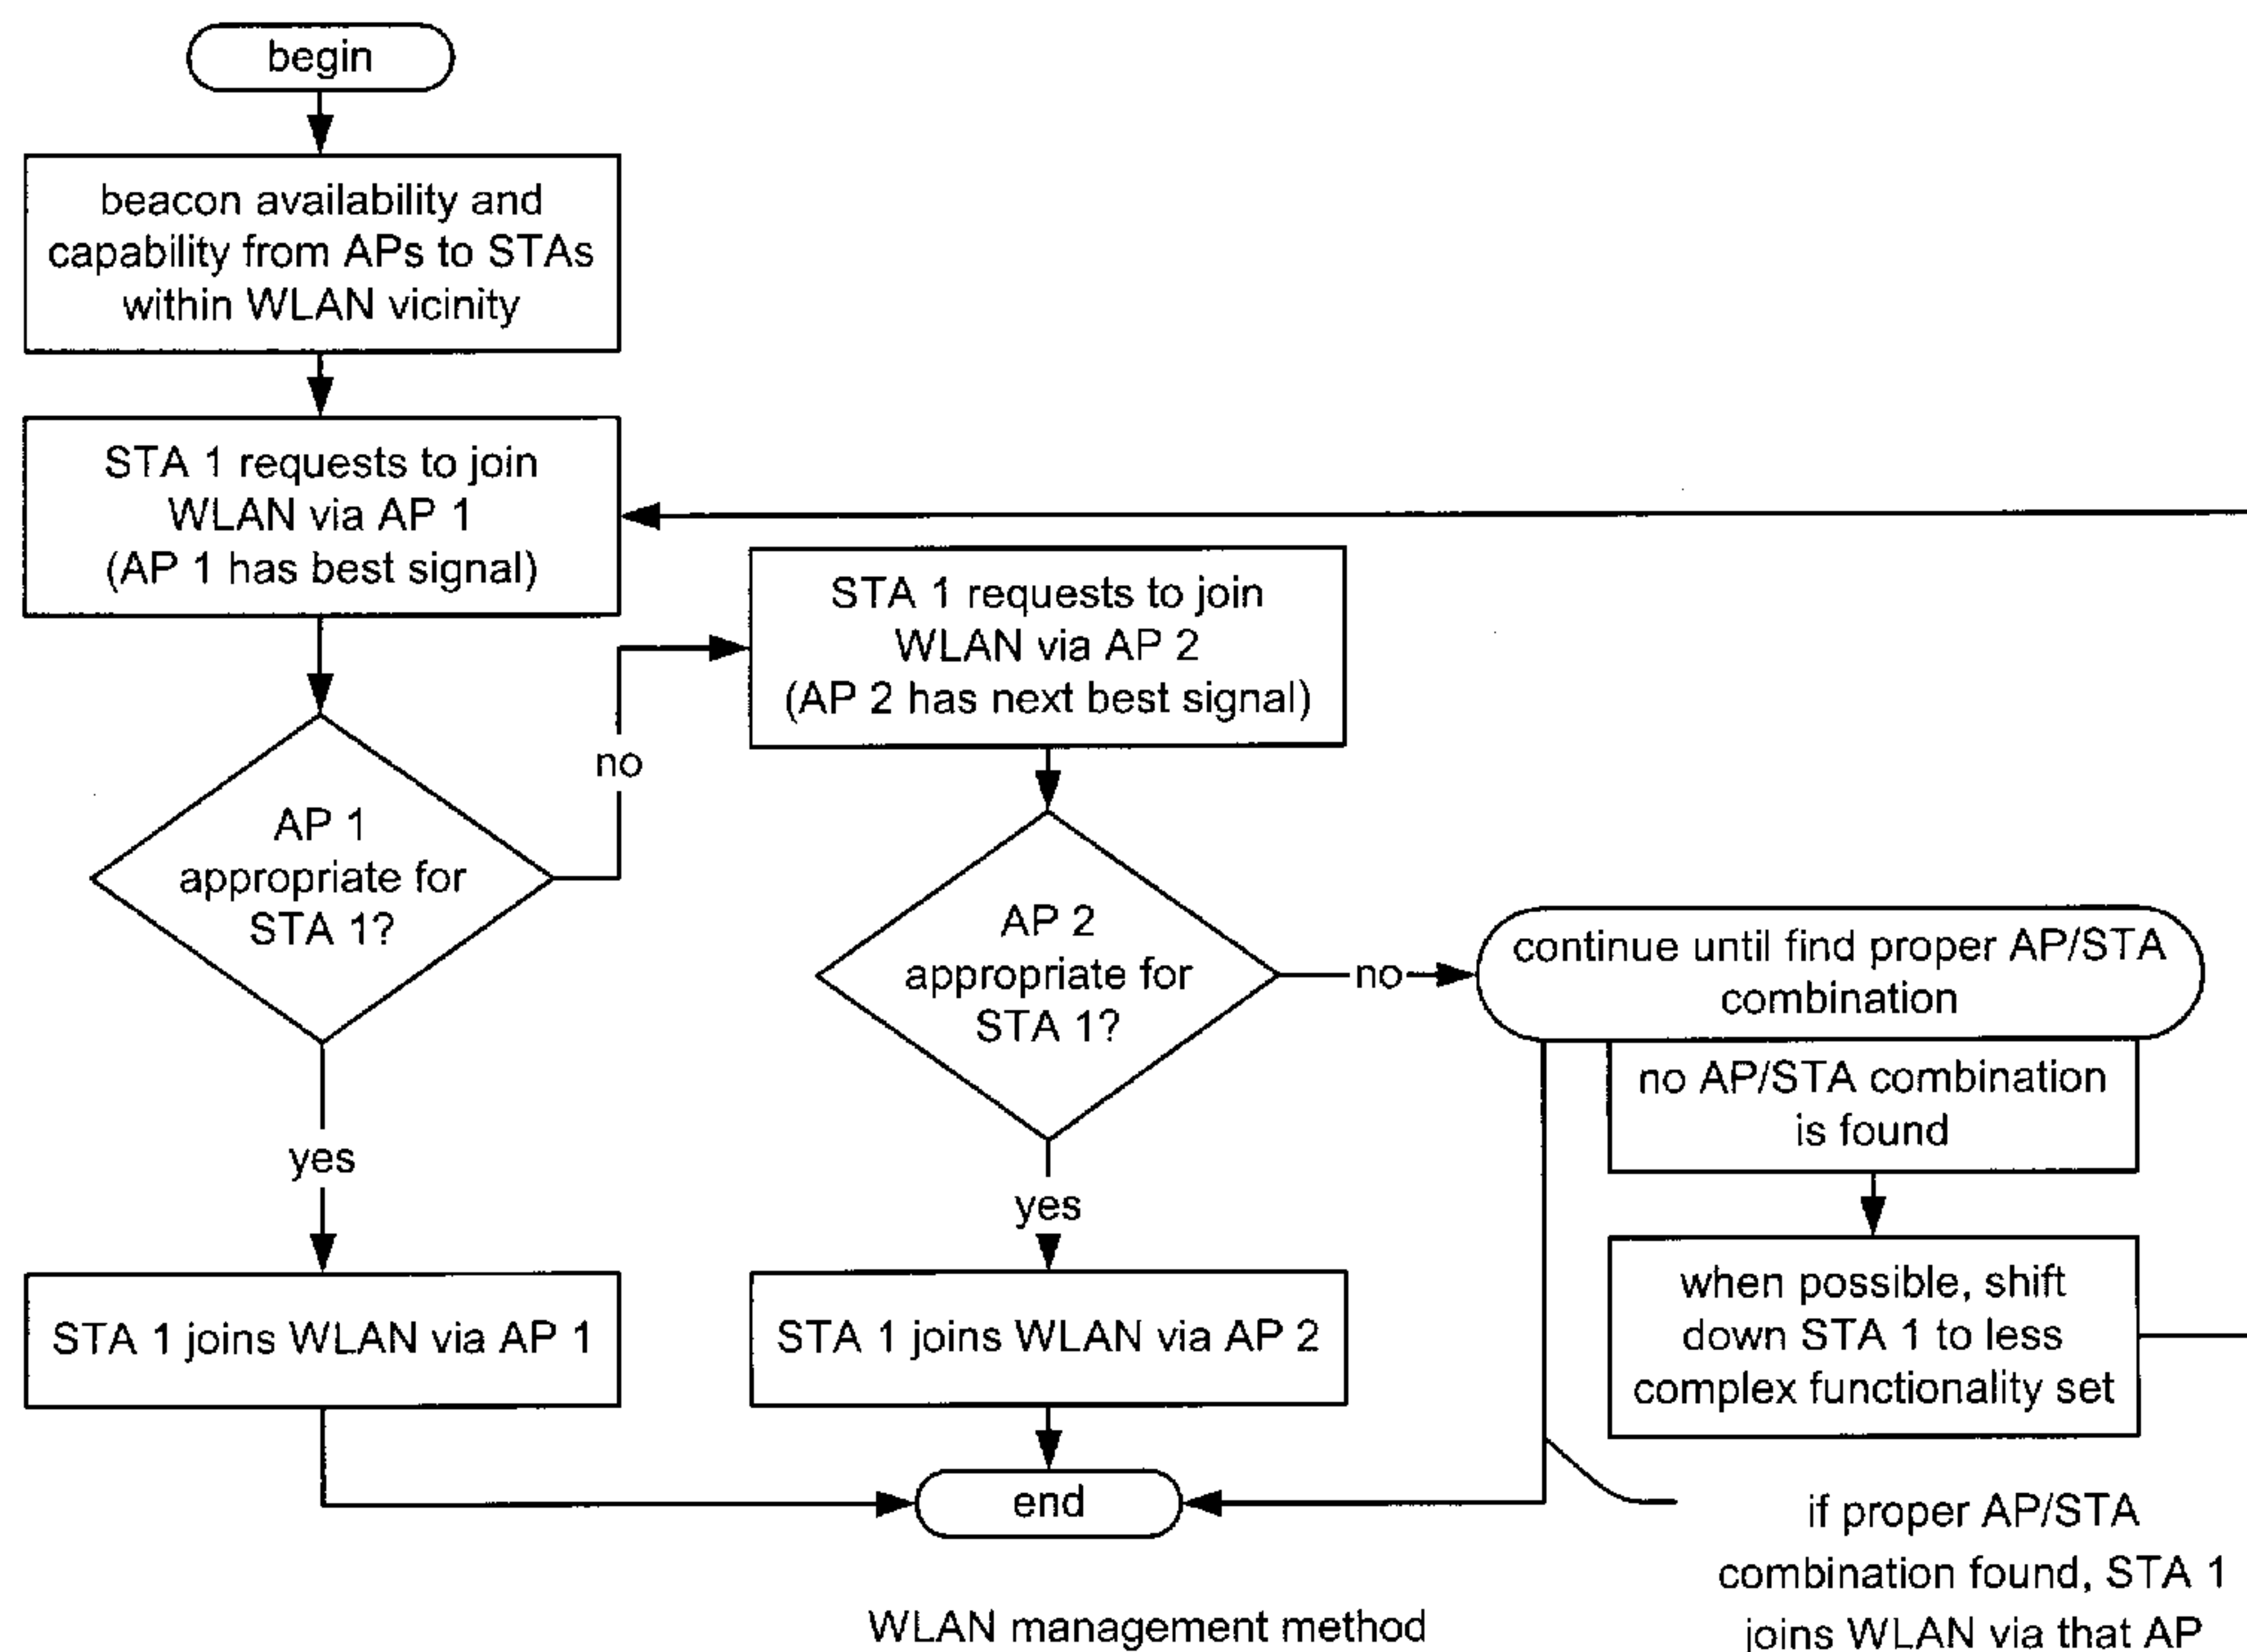 begin
beacon availability and
capability from APs to STAs
within WLAN vicinity
STA 1 requests to join
WLAN via AP 1
(AP 1 has best signal)
AP 1
appropriate for
STA 1?
no
yes
STA 1 joins WLAN via AP 1
STA 1 requests to join
WLAN via AP 2
(AP 2 has next best signal)
AP 2
appropriate for
STA 1?
no
yes
STA 1 joins WLAN via AP 2
end
continue until find proper AP/STA
combination
no AP/STA combination
is found
when possible, shift
down STA 1 to less
complex functionality set
if proper AP/STA
combination found, STA 1
joins WLAN via that AP
WLAN management method